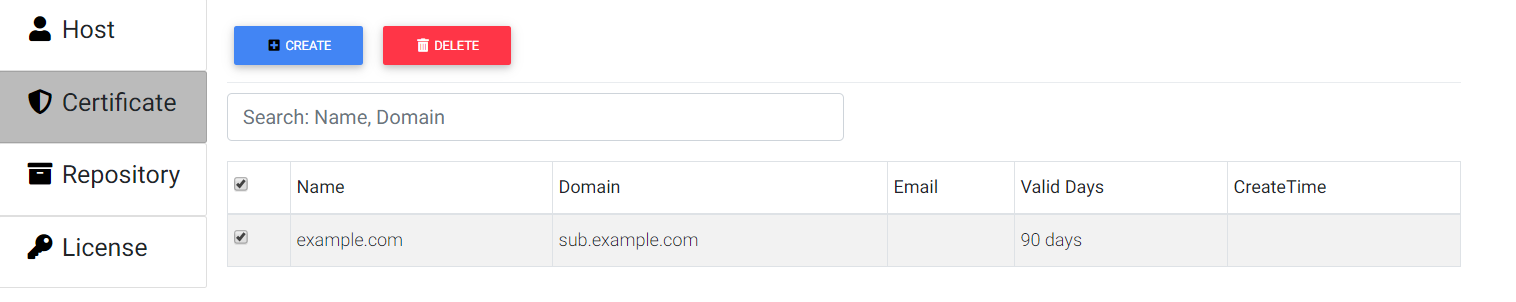 Host
Certificate
Repository
License
CREATE DELETE
Search: Name, Domain
Name Domain Email Valid Days CreateTime
example.com sub.example.com 90 days